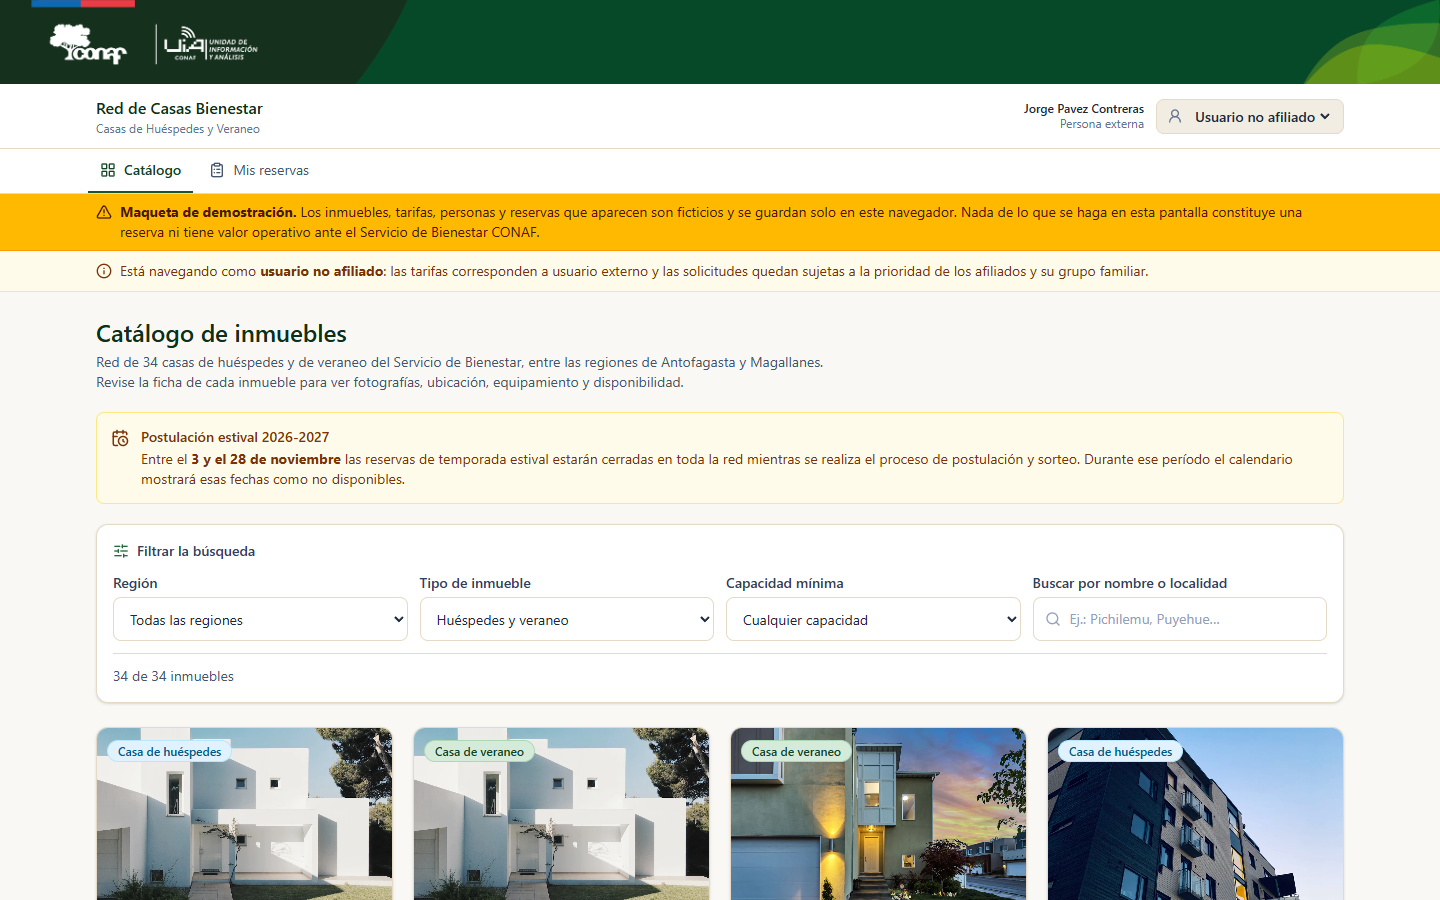 conaf
UIA
CONAF
UNIDAD DE
INFORMACIÓN
Y ANÁLISIS
Red de Casas Bienestar
Casas de Huéspedes y Veraneo
Jorge Pavez Contreras
Persona externa
Usuario no afiliado
Catálogo
Mis reservas
Maqueta de demostración. Los inmuebles, tarifas, personas y reservas que aparecen son ficticios y se guardan solo en este navegador. Nada de lo que se haga en esta pantalla constituye una
reserva ni tiene valor operativo ante el Servicio de Bienestar CONAF.
Está navegando como usuario no afiliado: las tarifas corresponden a usuario externo y las solicitudes quedan sujetas a la prioridad de los afiliados y su grupo familiar.
Catálogo de inmuebles
Red de 34 casas de huéspedes y de veraneo del Servicio de Bienestar, entre las regiones de Antofagasta y Magallanes.
Revise la ficha de cada inmueble para ver fotografías, ubicación, equipamiento y disponibilidad.
Postulación estival 2026-2027
Entre el 3 y el 28 de noviembre las reservas de temporada estival estarán cerradas en toda la red mientras se realiza el proceso de postulación y sorteo. Durante ese período el calendario
mostrará esas fechas como no disponibles.
Filtrar la búsqueda
Región
Tipo de inmueble
Capacidad mínima
Buscar por nombre o localidad
Todas las regiones
Huéspedes y veraneo
Cualquier capacidad
Ej.: Pichilemu, Puyehue...
34 de 34 inmuebles
Casa de huéspedes
Casa de veraneo
Casa de veraneo
Casa de huéspedes